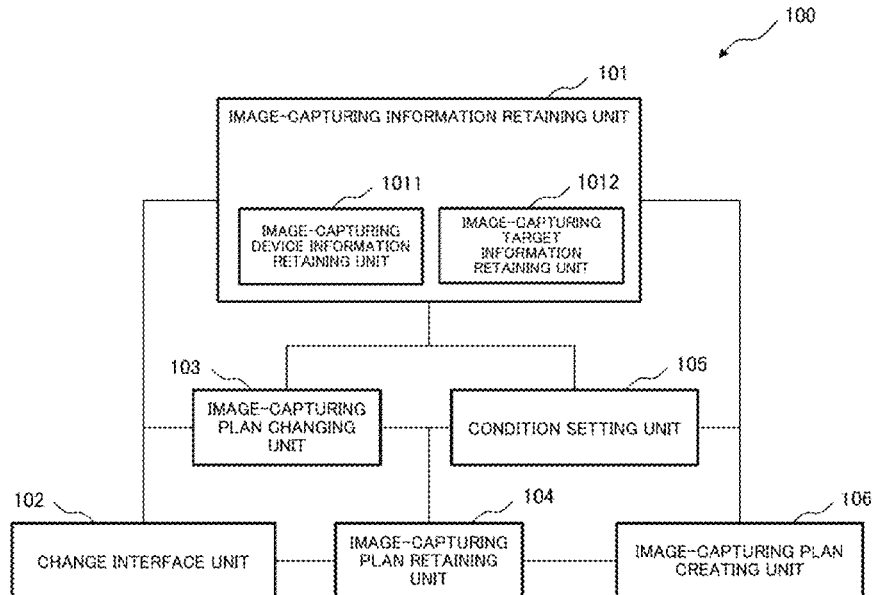 100
101
IMAGE-CAPTURING INFORMATION RETAINING UNIT
1011
IMAGE-CAPTURING
DEVICE INFORMATION
RETAINING UNIT
1012
IMAGE-CAPTURING
TARGET
INFORMATION
RETAINING UNIT
103
IMAGE-CAPTURING
PLAN CHANGING
UNIT
105
CONDITION SETTING UNIT
102
CHANGE INTERFACE UNIT
104
IMAGE-CAPTURING
PLAN RETAINING
UNIT
106
IMAGE-CAPTURING PLAN
CREATING UNIT